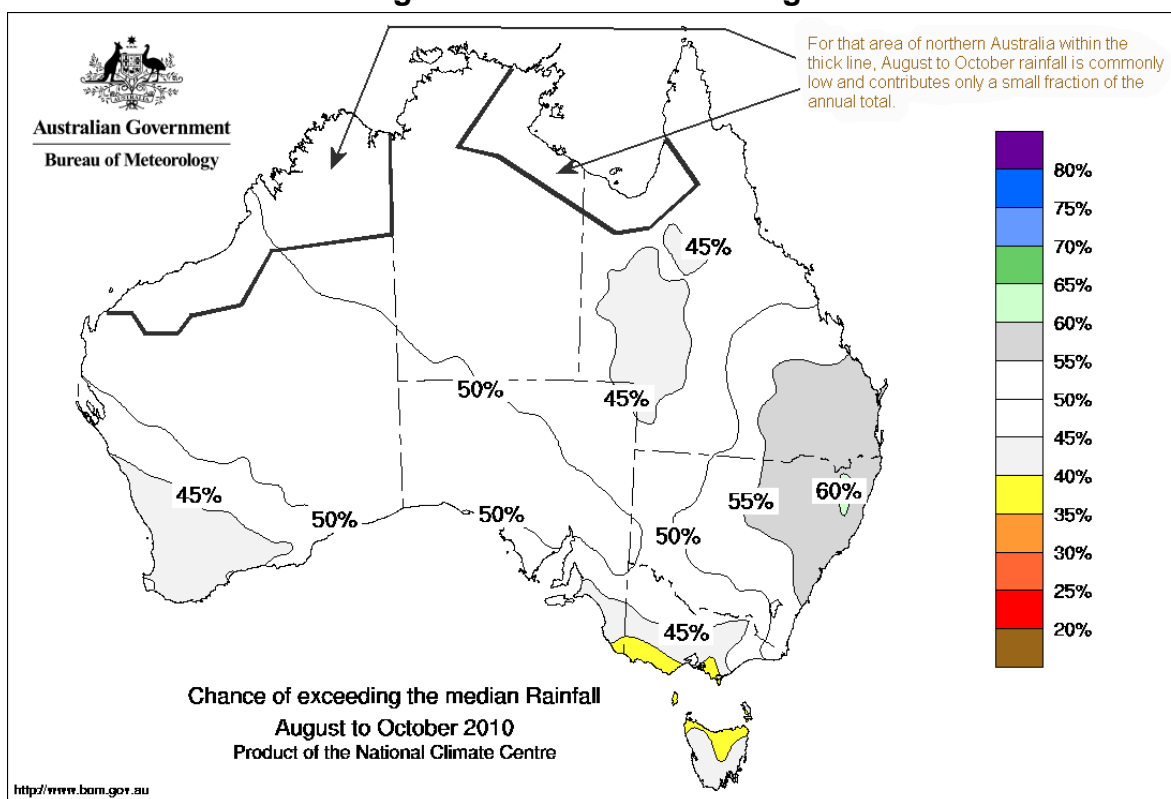 For that area of northern Australia within the
thick line, August to October rainfall is commonly
low and contributes only a small fraction of the
annual total.
Australian Government
Bureau of Meteorology
80%
75%
70%
65%
60%
55%
50%
45%
40%
35%
30%
25%
20%
45%
50%
45%
45%
50%
50%
55%
60%
50%
45%
Chance of exceeding the median Rainfall
August to October 2010
Product of the National Climate Centre
http://www.bom.gov.au